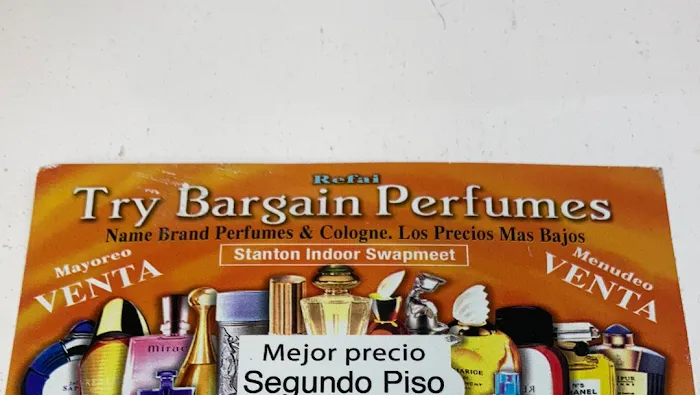 Refai
Try Bargain Perfumes
Name Brand Perfumes & Cologne. Los Precios Mas Bajos
Stanton Indoor Swapmeet
Mayoreo
VENTA
Menudeo
VENTA
Mejor precio
Segundo Piso